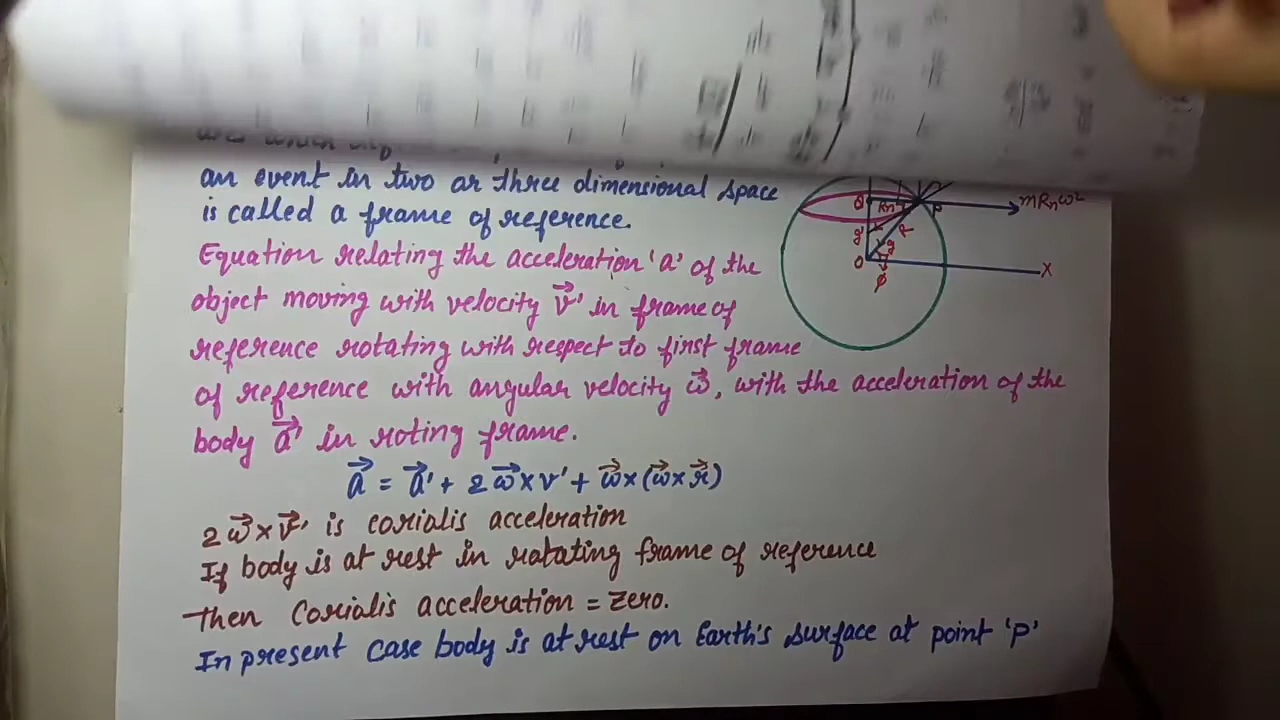 an event in two or three dimensional space
is called a frame of reference.
Equation relating the acceleration 'a' of the
object moving with velocity v⃗' in frame of
reference rotating with respect to first frame
of reference with angular velocity ω⃗, with the acceleration of the
body a⃗' in roting frame.
a⃗ = a⃗' + 2ω⃗×v' + ω⃗×(ω⃗×r⃗)
2ω⃗×v⃗' is corialis acceleration
If body is at rest in rotating frame of reference
Then Corialis acceleration = Zero.
In present case body is at rest on Earth's surface at point 'P'
mRnω²
Rn
P
g'
g
O
X
φ